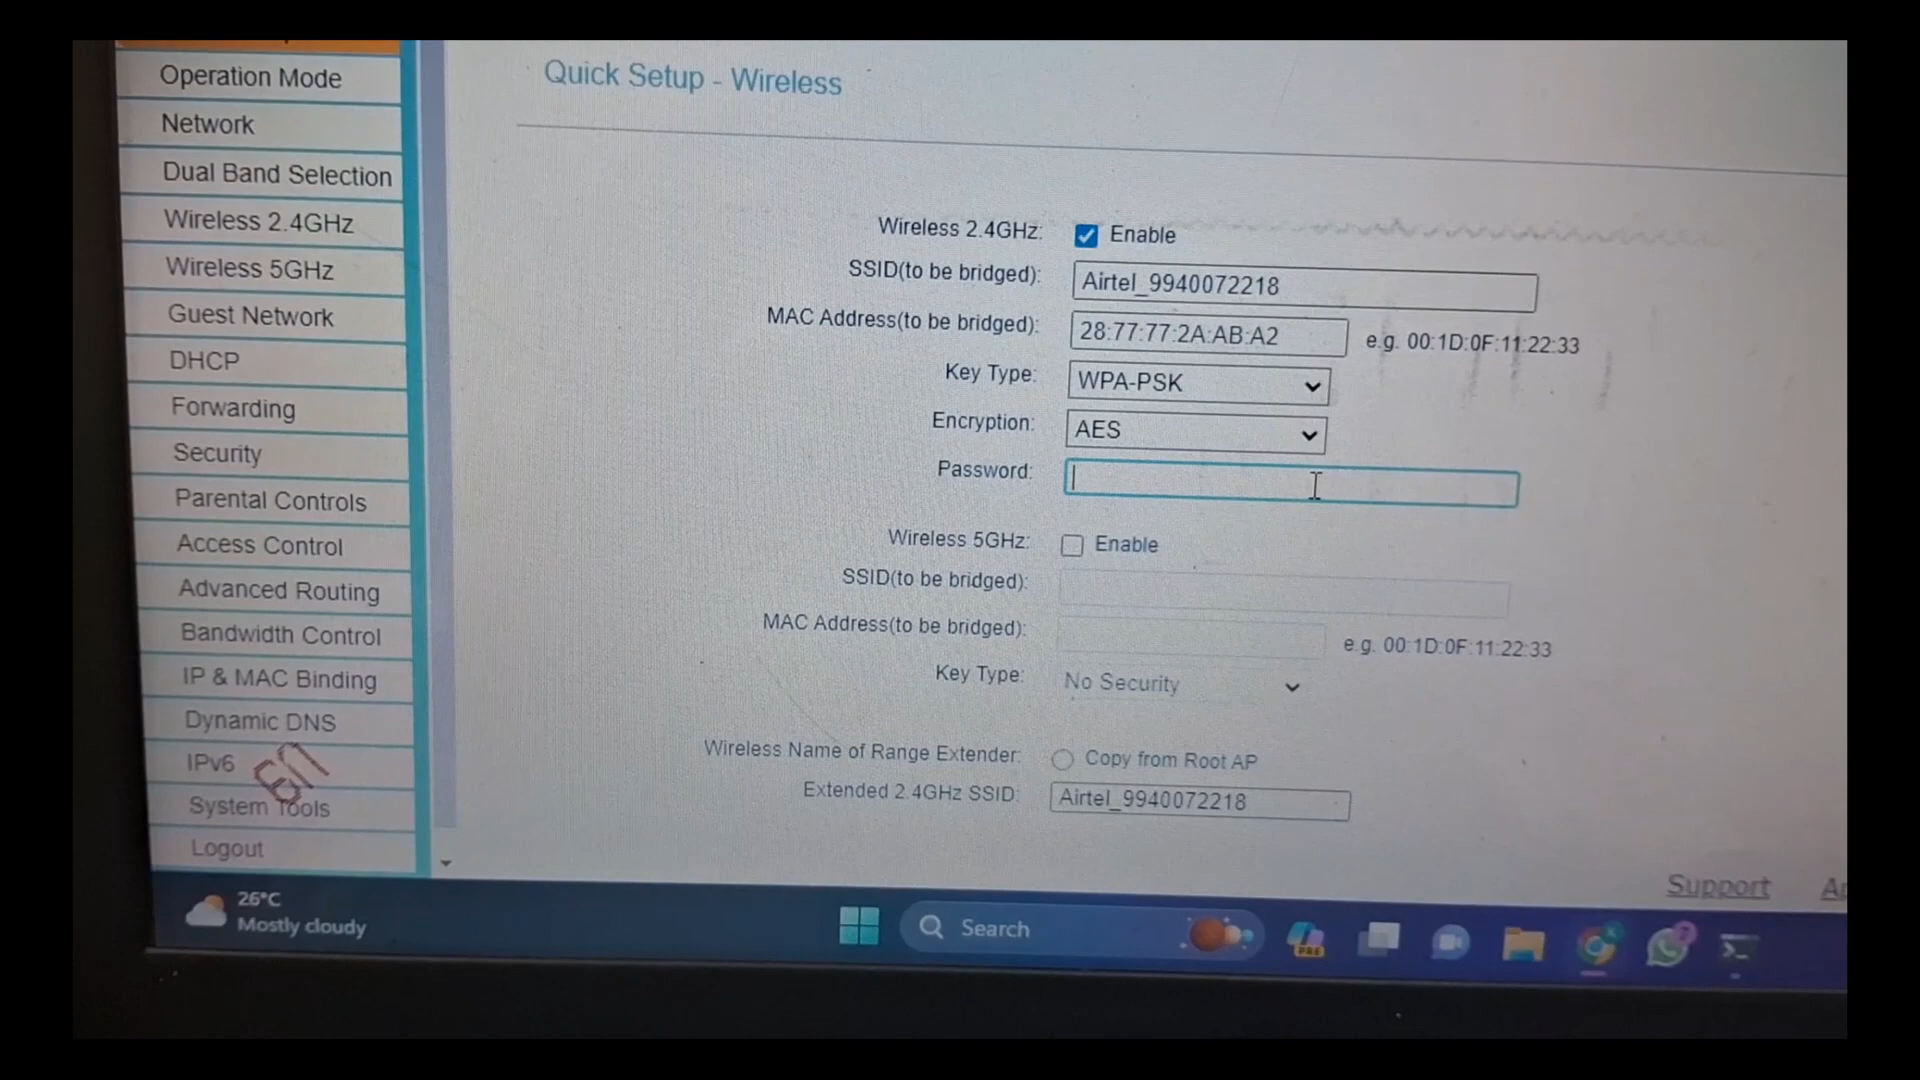 Operation Mode
Network
Dual Band Selection
Wireless 2.4GHz
Wireless 5GHz
Guest Network
DHCP
Forwarding
Security
Parental Controls
Access Control
Advanced Routing
Bandwidth Control
IP & MAC Binding
Dynamic DNS
IPv6
System Tools
Logout
Quick Setup - Wireless
Wireless 2.4GHz: Enable
SSID(to be bridged): Airtel_9940072218
MAC Address(to be bridged): 28:77:77:2A:AB:A2 e.g. 00:1D:0F:11:22:33
Key Type: WPA-PSK
Encryption: AES
Password:
Wireless 5GHz: Enable
SSID(to be bridged):
MAC Address(to be bridged): e.g. 00:1D:0F:11:22:33
Key Type: No Security
Wireless Name of Range Extender: Copy from Root AP
Extended 2.4GHz SSID: Airtel_9940072218
Support
26°C
Mostly cloudy
Search
PRE